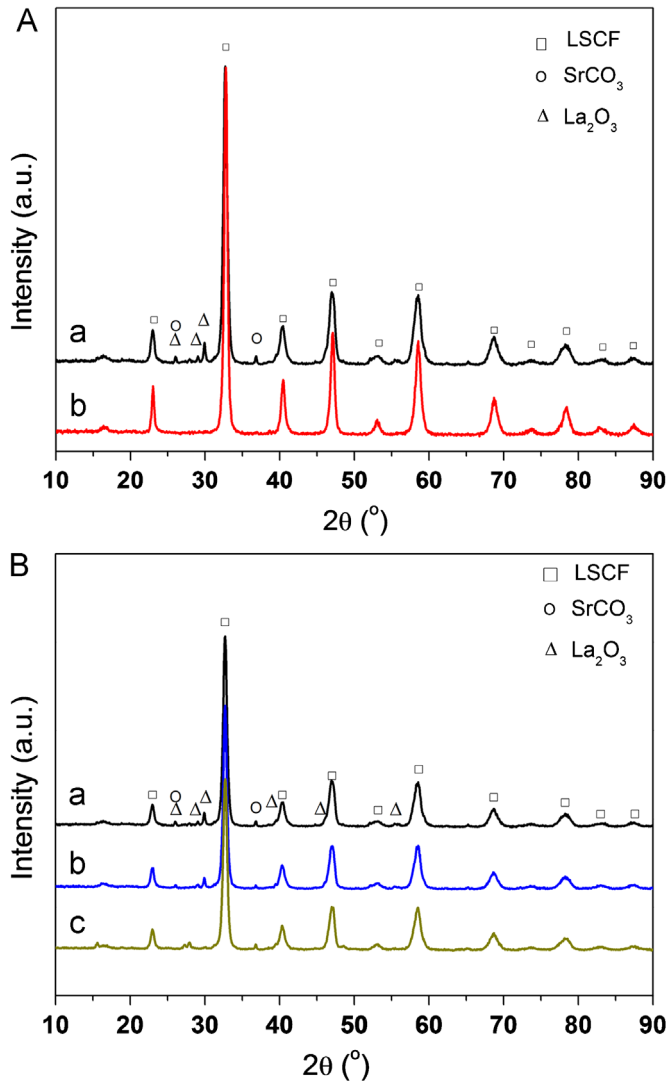 A
□ LSCF
○ SrCO₃
Δ La₂O₃
Intensity (a.u.)
a
b
10 20 30 40 50 60 70 80 90
2θ (°)
B
□ LSCF
○ SrCO₃
Δ La₂O₃
Intensity (a.u.)
a
b
c
10 20 30 40 50 60 70 80 90
2θ (°)